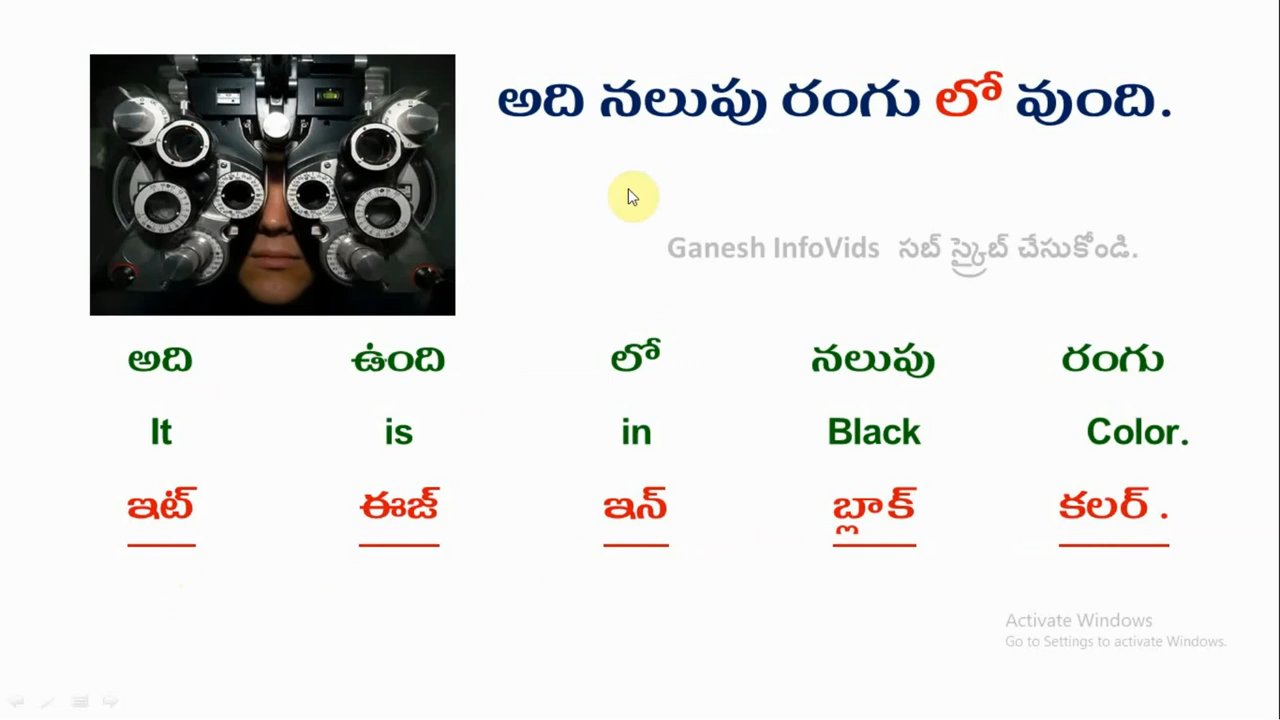 అది నలుపు రంగు లో వుంది.
Ganesh InfoVids సబ్ స్క్రైబ్ చేసుకోండి.
అది ఉంది లో నలుపు రంగు
It is in Black Color.
ఇట్ ఈజ్ ఇన్ బ్లాక్ కలర్ .
Activate Windows
Go to Settings to activate Windows.